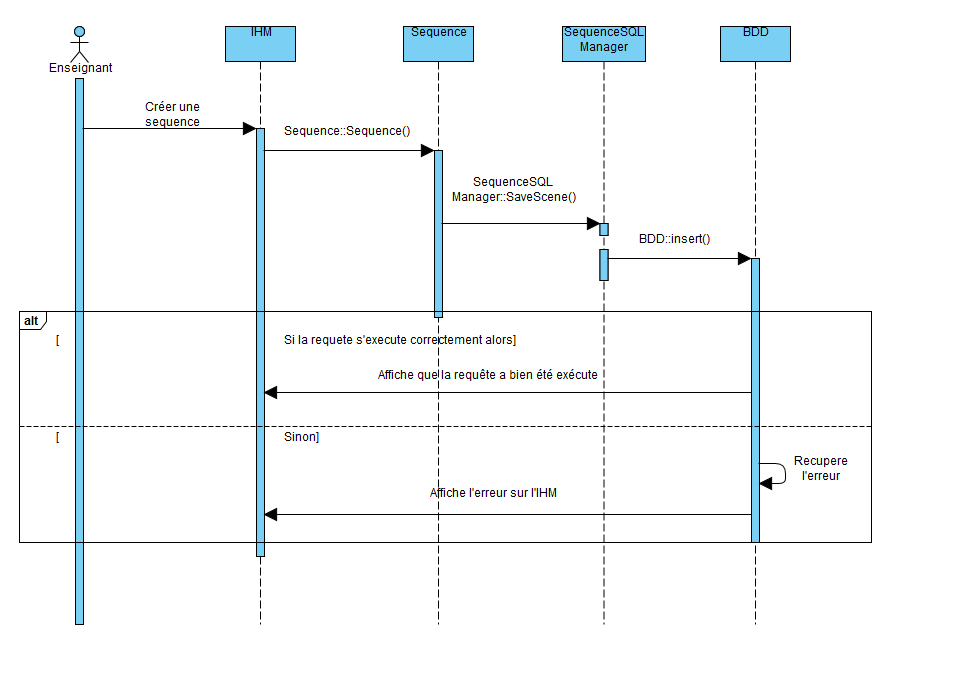 IHM
Sequence
SequenceSQL
Manager
BDD
Enseignant
Créer une
sequence
Sequence::Sequence()
SequenceSQL
Manager::SaveScene()
BDD::insert()
alt
[ Si la requete s'execute correctement alors]
Affiche que la requête a bien été exécute
[ Sinon]
Recupere
l'erreur
Affiche l'erreur sur l'IHM